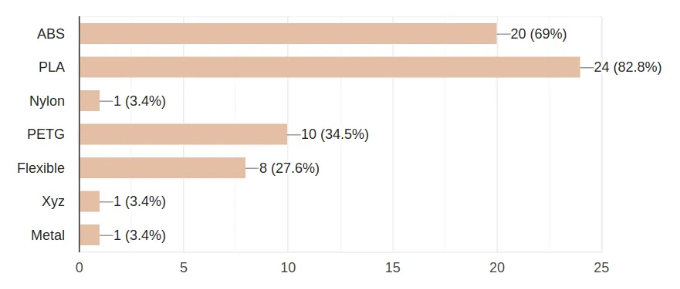 ABS 20 (69%)
PLA 24 (82.8%)
Nylon 1 (3.4%)
PETG 10 (34.5%)
Flexible 8 (27.6%)
Xyz 1 (3.4%)
Metal 1 (3.4%)
0 5 10 15 20 25